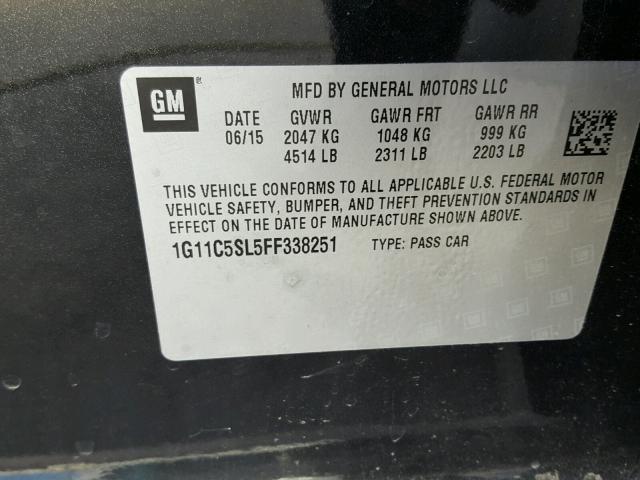 GM
MFD BY GENERAL MOTORS LLC
DATE GVWR GAWR FRT GAWR RR
06/15 2047 KG 1048 KG 999 KG
4514 LB 2311 LB 2203 LB
THIS VEHICLE CONFORMS TO ALL APPLICABLE U.S. FEDERAL MOTOR
VEHICLE SAFETY, BUMPER, AND THEFT PREVENTION STANDARDS IN
EFFECT ON THE DATE OF MANUFACTURE SHOWN ABOVE.
1G11C5SL5FF338251 TYPE: PASS CAR